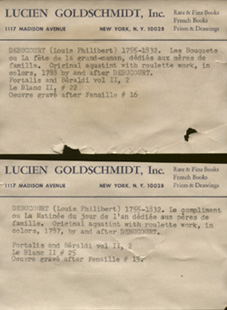 LUCIEN GOLDSCHMIDT, Inc.
Rare & Fine Books
French Books
Prints & Drawings
1117 MADISON AVENUE
NEW YORK, N. Y. 10028
DEBUCOURT (Louis Philibert) 1755-1832. Les Bouquets
ou La fête de la grand-maman, dédiés aux mères de
famille. Original aquatint with roulette work, in
colors, 1788 by and after DEBUCOURT.
Portalis and Béraldi vol II, 2
Le Blanc II, # 22
Oeuvre gravé after Fenaille # 16
LUCIEN GOLDSCHMIDT, Inc.
Rare & Fine Books
French Books
Prints & Drawings
1117 MADISON AVENUE
NEW YORK, N. Y. 10028
DEBUCOURT (Louis Philibert) 1755-1832. Le compliment
ou La Matinée du jour de l'an dédiée aux pères de
famille. Original aquatint with roulette work, in
colors, 1787, by and after DEBUCOURT.
Portalis and Béraldi vol II, 2
Le Blanc II # 25
Oeuvre gravé after Fenaille # 15.